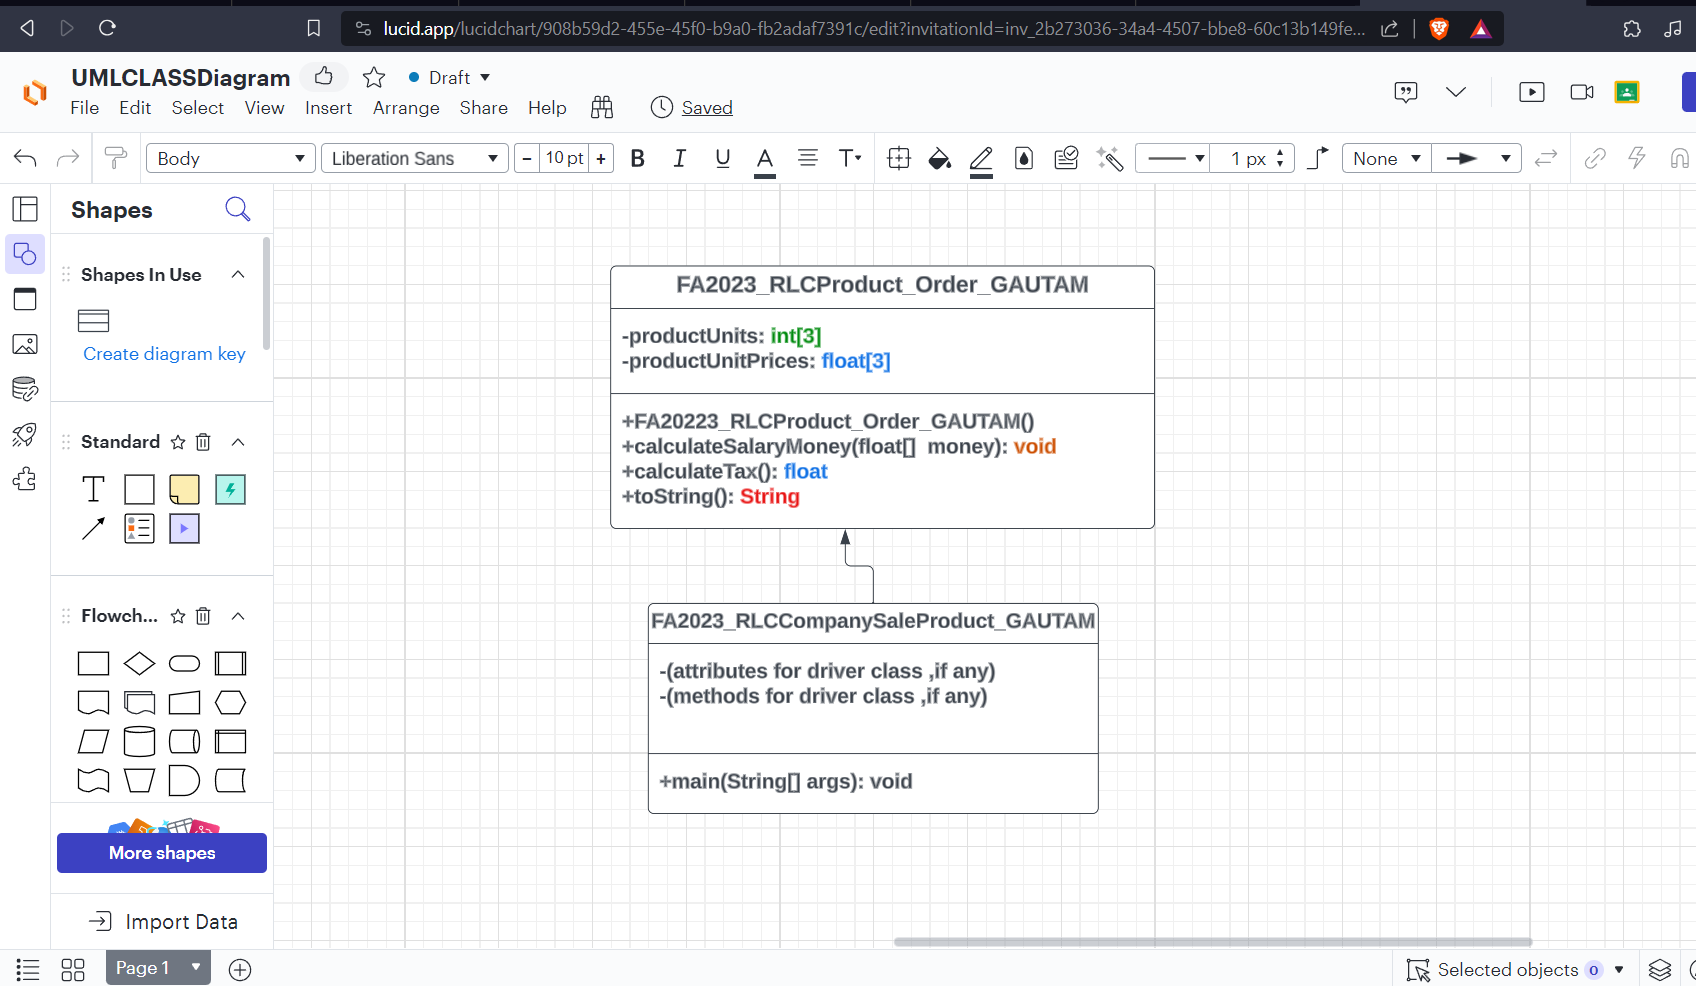 lucid.app/lucidchart/908b59d2-455e-45f0-b9a0-fb2adaf7391c/edit?invitationId=inv_2b273036-34a4-4507-bbe8-60c13b149fe...
UMLCLASSDiagram
Draft
File Edit Select View Insert Arrange Share Help Saved
Body Liberation Sans - 10 pt + B I U A T 1 px None
Shapes
Shapes In Use
Create diagram key
Standard
T
Flowch...
More shapes
Import Data
FA2023_RLCProduct_Order_GAUTAM
-productUnits: int[3]
-productUnitPrices: float[3]
+FA20223_RLCProduct_Order_GAUTAM()
+calculateSalaryMoney(float[]  money): void
+calculateTax(): float
+toString(): String
FA2023_RLCCompanySaleProduct_GAUTAM
-(attributes for driver class ,if any)
-(methods for driver class ,if any)
+main(String[] args): void
Page 1
Selected objects 0